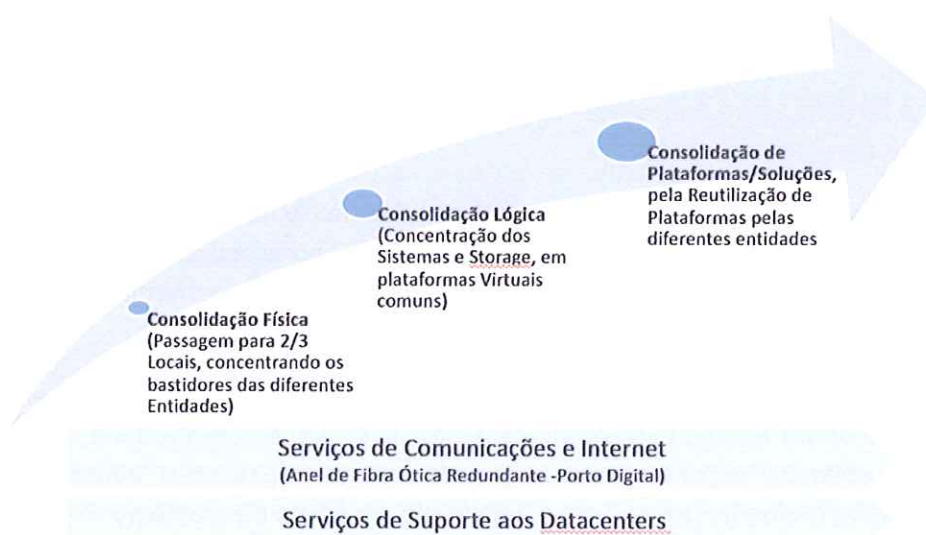 Consolidação de
Plataformas/Soluções,
pela Reutilização de
Plataformas pelas
diferentes entidades
Consolidação Lógica
(Concentração dos
Sistemas e Storage, em
plataformas Virtuais
comuns)
Consolidação Física
(Passagem para 2/3
Locais, concentrando os
bastidores das diferentes
Entidades)
Serviços de Comunicações e Internet
(Anel de Fibra Ótica Redundante -Porto Digital)
Serviços de Suporte aos Datacenters